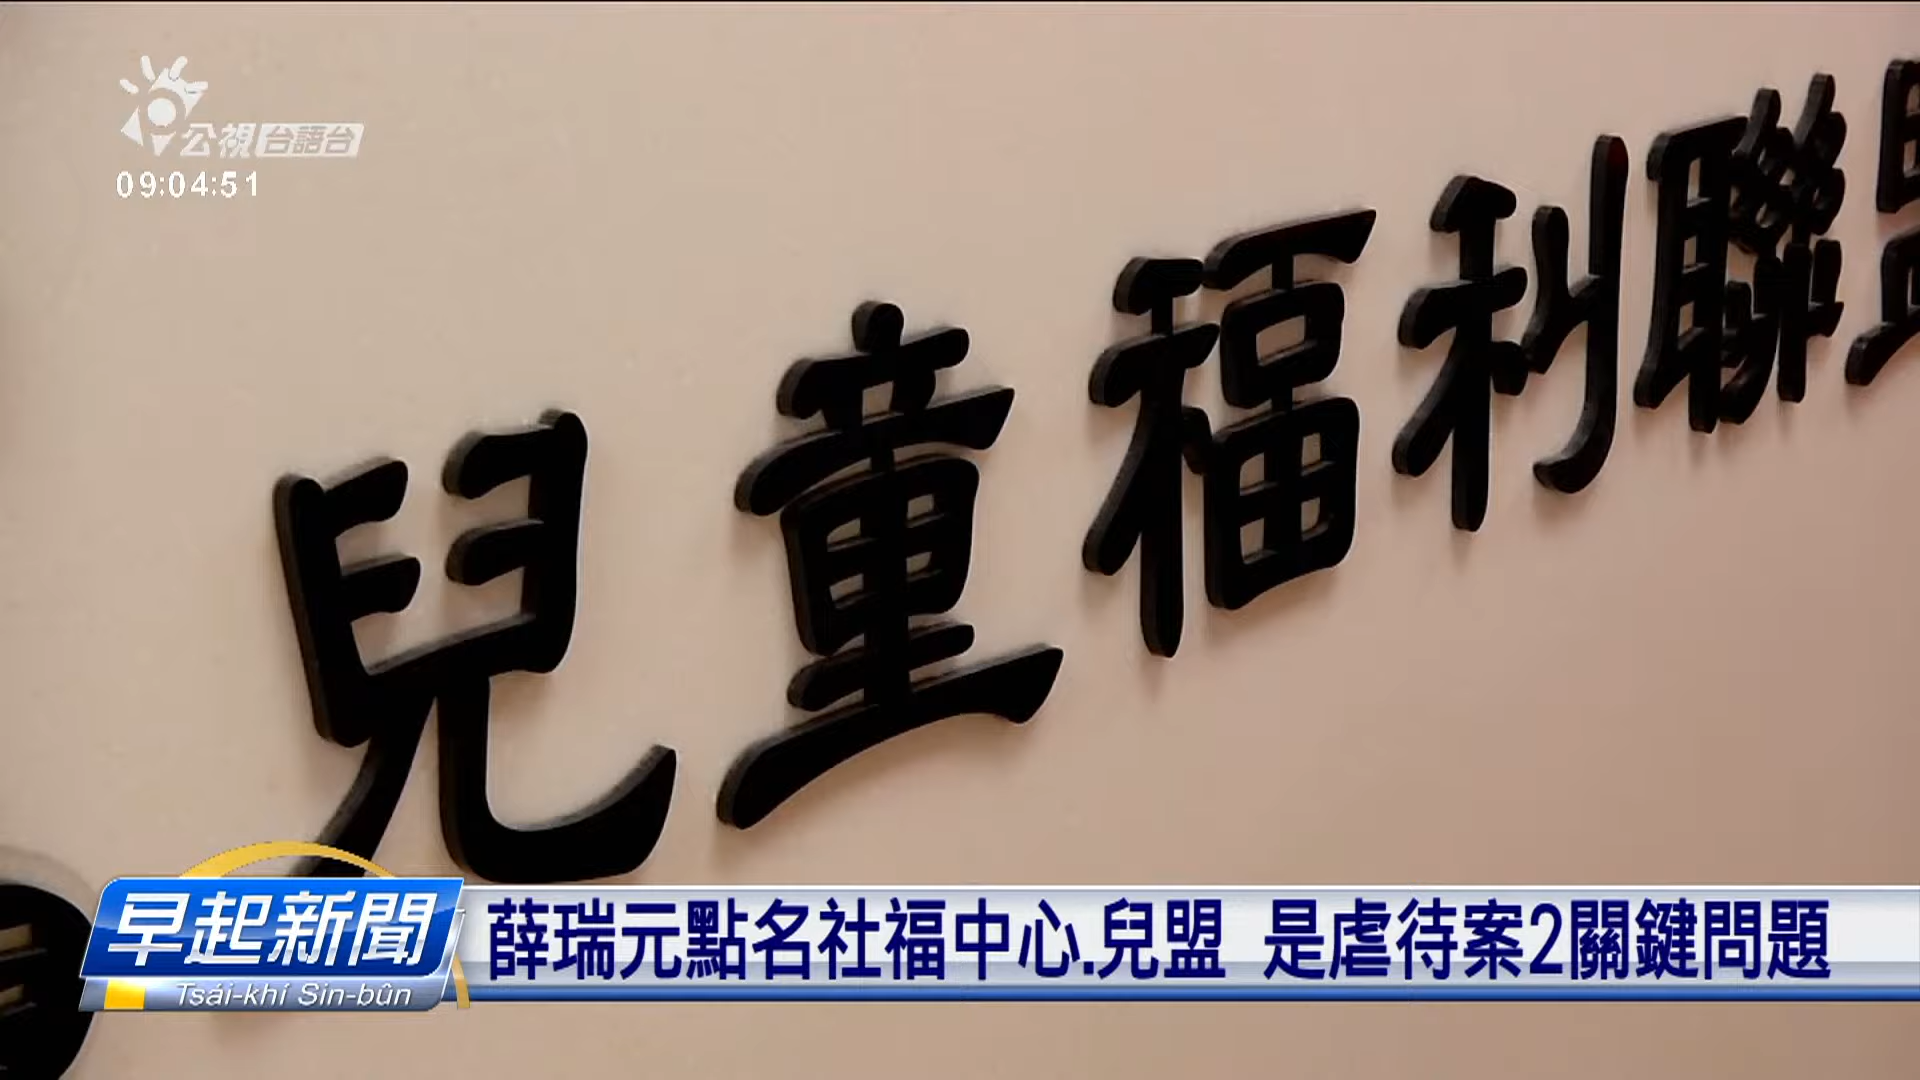 公視台語台
09:04:51
兒童福利聯盟
早起新聞
Tsái-khí Sin-bûn
薛瑞元點名社福中心.兒盟 是虐待案2關鍵問題